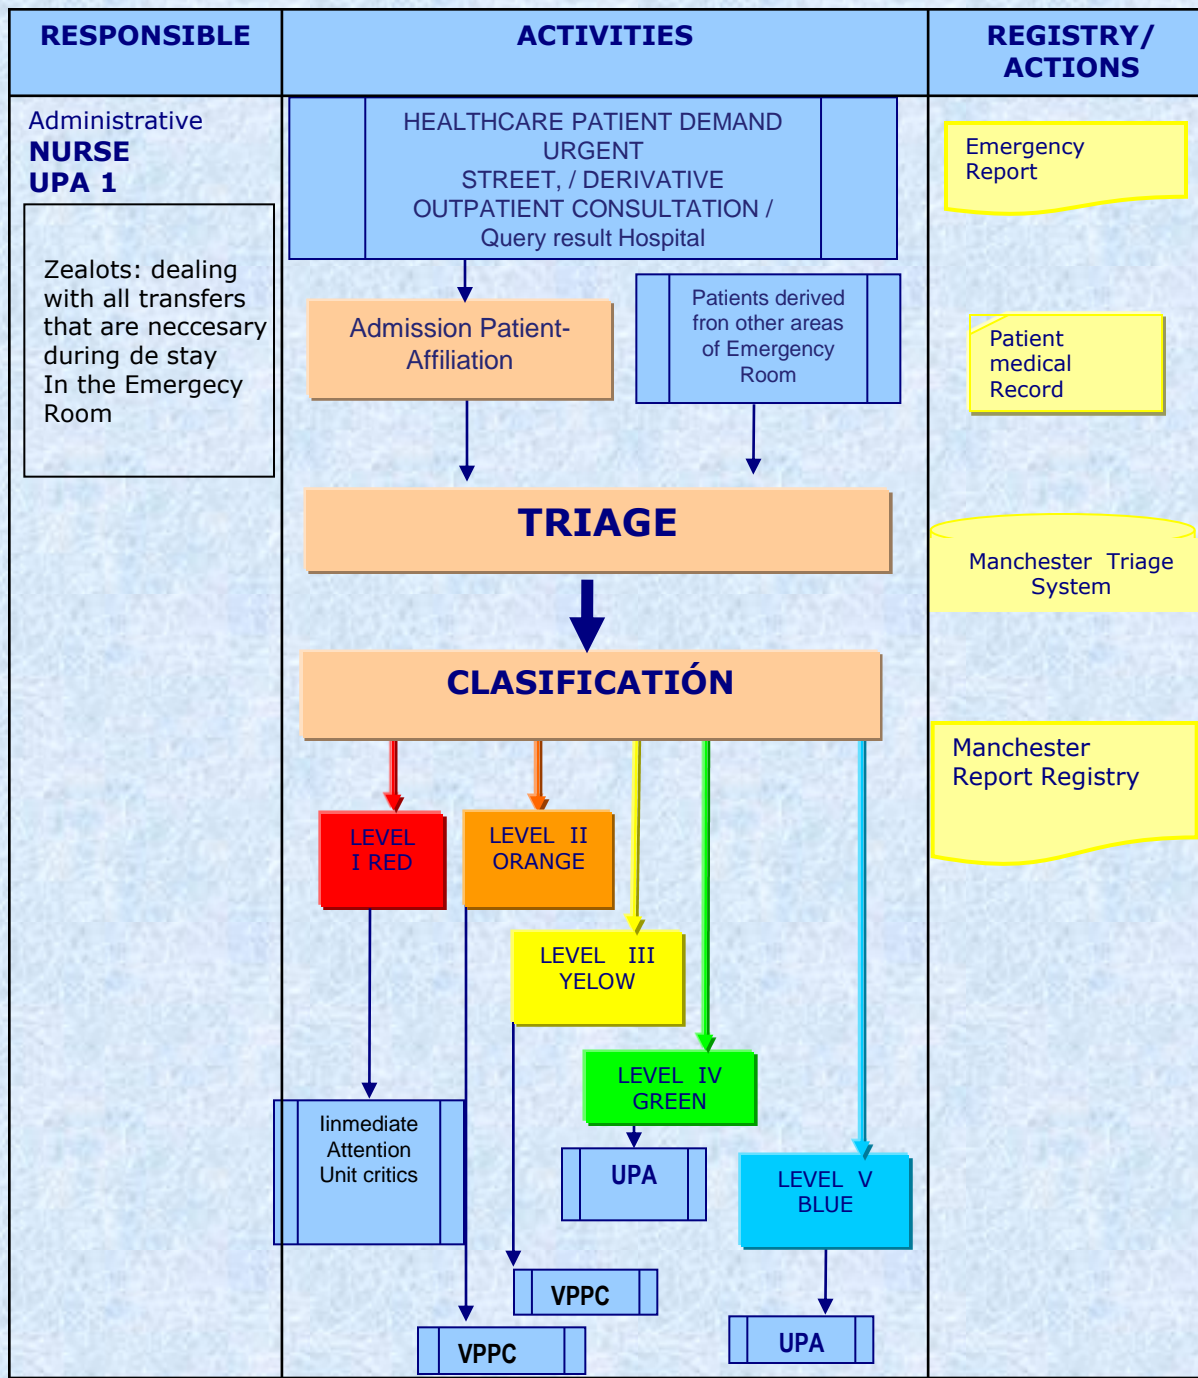 RESPONSIBLE
ACTIVITIES
REGISTRY/
ACTIONS
Administrative
NURSE
UPA 1
Zealots: dealing
with all transfers
that are neccesary
during de stay
In the Emergecy
Room
HEALTHCARE PATIENT DEMAND
URGENT
STREET, / DERIVATIVE
OUTPATIENT CONSULTATION /
Query result Hospital
Admission Patient-
Affiliation
Patients derived
fron other areas
of Emergency
Room
TRIAGE
CLASIFICATIÓN
LEVEL
I RED
LEVEL II
ORANGE
LEVEL III
YELOW
LEVEL IV
GREEN
LEVEL V
BLUE
Iinmediate
Attention
Unit critics
UPA
VPPC
VPPC
UPA
Emergency
Report
Patient
medical
Record
Manchester Triage
System
Manchester
Report Registry